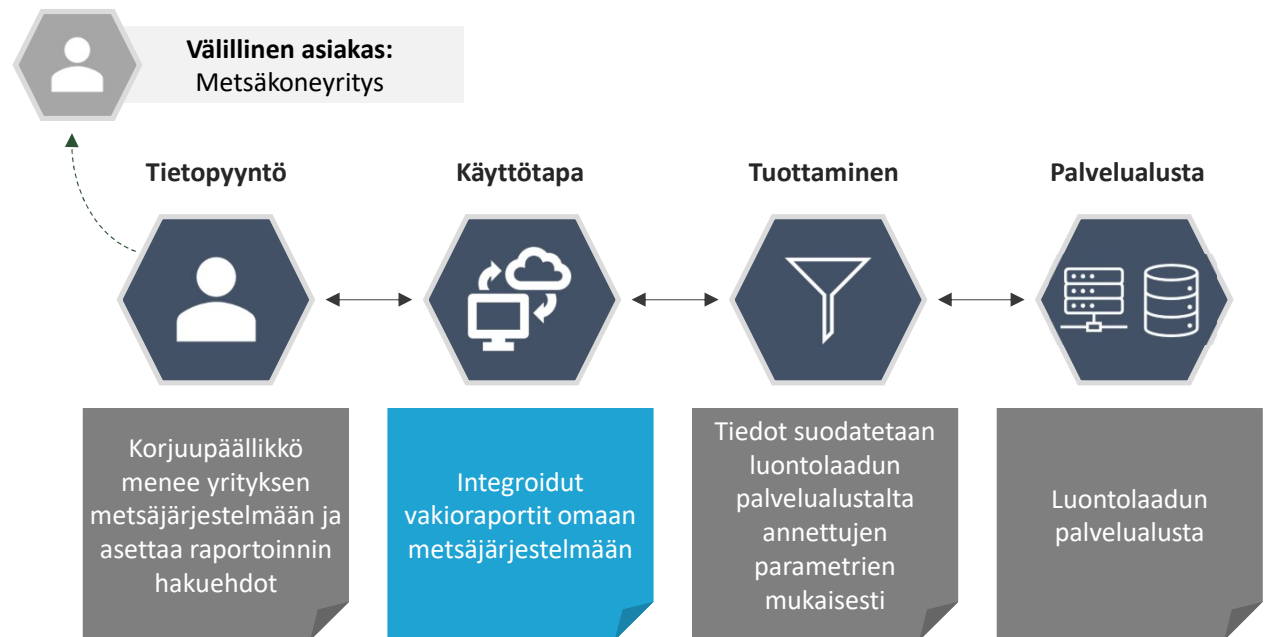 Välillinen asiakas:
Metsäkoneyritys
Tietopyyntö
Käyttötapa
Tuottaminen
Palvelualusta
Korjuupäällikkö
menee yrityksen
metsäjärjestelmään ja
asettaa raportoinnin
hakuehdot
Integroidut
vakioraportit omaan
metsäjärjestelmään
Tiedot suodatetaan
luontolaadun
palvelualustalta
annettujen
parametrien
mukaisesti
Luontolaadun
palvelualusta